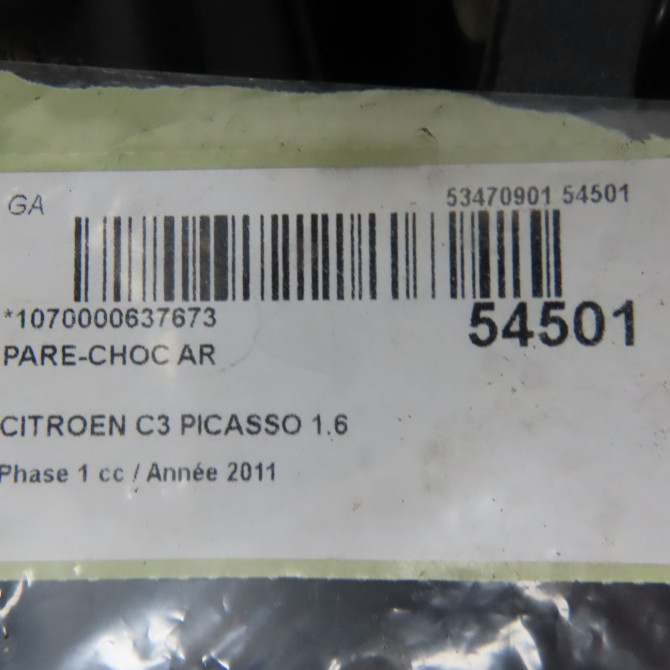 GA
53470901 54501
*1070000637673
54501
PARE-CHOC AR
CITROEN C3 PICASSO 1.6
Phase 1 cc / Année 2011